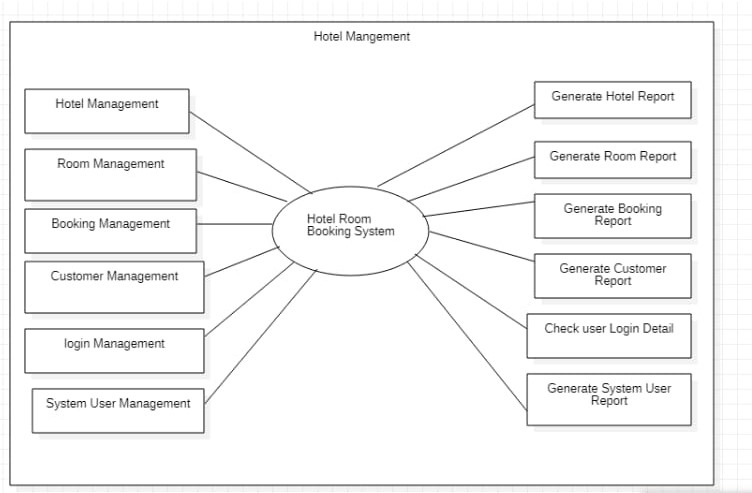 Hotel Mangement
Hotel Management
Room Management
Booking Management
Customer Management
login Management
System User Management
Hotel Room
Booking System
Generate Hotel Report
Generate Room Report
Generate Booking
Report
Generate Customer
Report
Check user Login Detail
Generate System User
Report